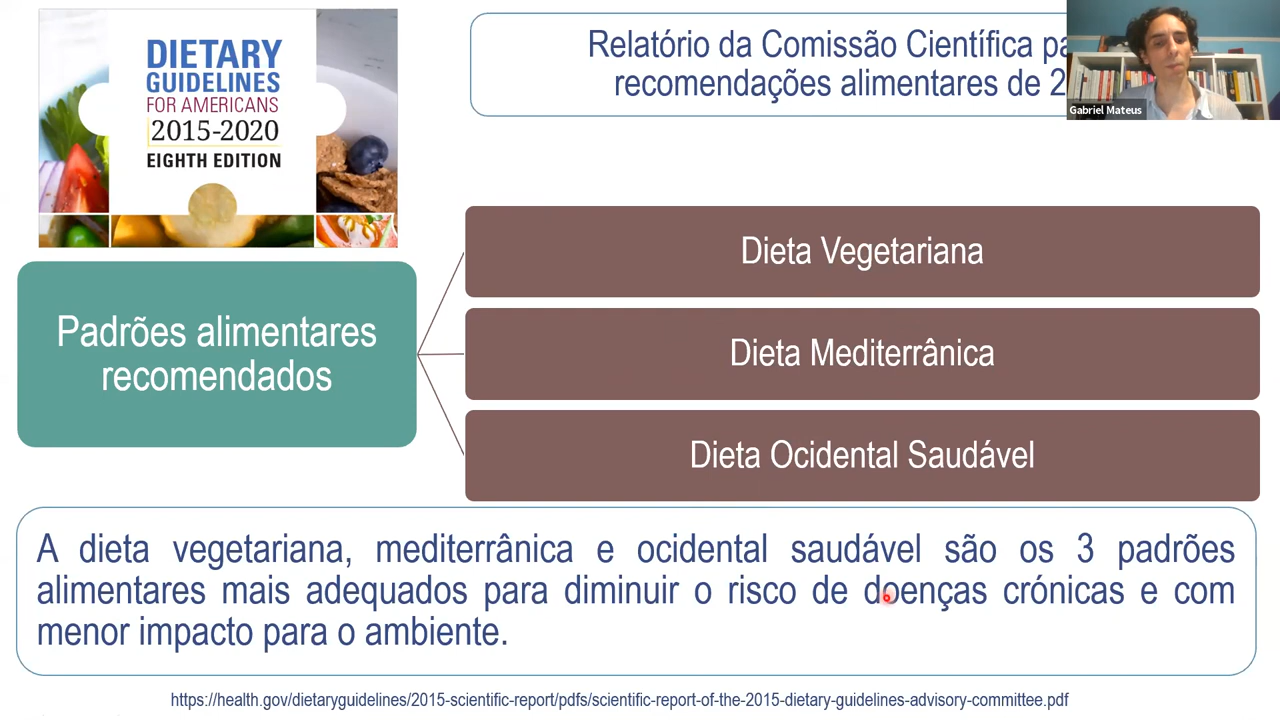 DIETARY
GUIDELINES
FOR AMERICANS
2015-2020
EIGHTH EDITION
Relatório da Comissão Científica
recomendações alimentares de
Gabriel Mateus
Padrões alimentares
recomendados
Dieta Vegetariana
Dieta Mediterrânica
Dieta Ocidental Saudável
A dieta vegetariana, mediterrânica e ocidental saudável são os 3 padrões
alimentares mais adequados para diminuir o risco de doenças crónicas e com
menor impacto para o ambiente.
https://health.gov/dietaryguidelines/2015-scientific-report/pdfs/scientific-report-of-the-2015-dietary-guidelines-advisory-committee.pdf